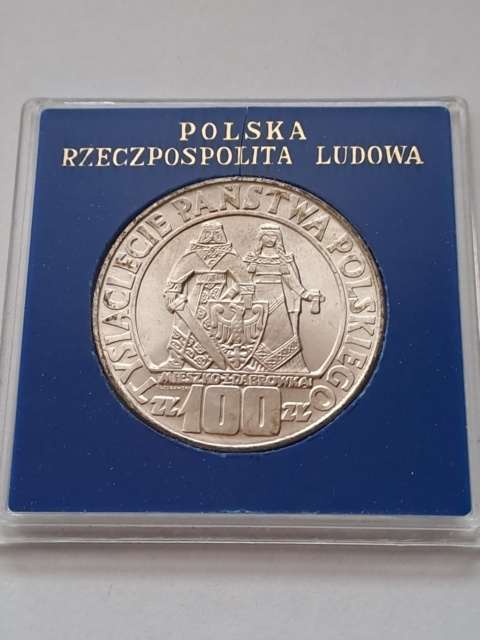 POLSKA
RZECZPOSPOLITA LUDOWA
TYSIĄCLECIE PAŃSTWA POLSKIEGO
MIESZKO I DĄBRÓWKA
ZŁ 100 ZŁ